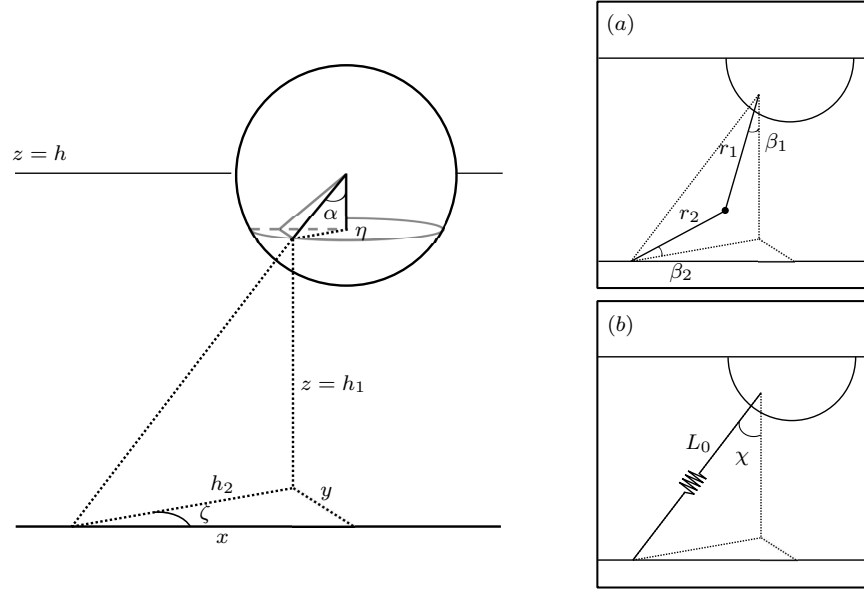 z = h
α
η
z = h₁
h₂
y
ζ
x
(a)
r₁
β₁
r₂
β₂
(b)
L₀
χ